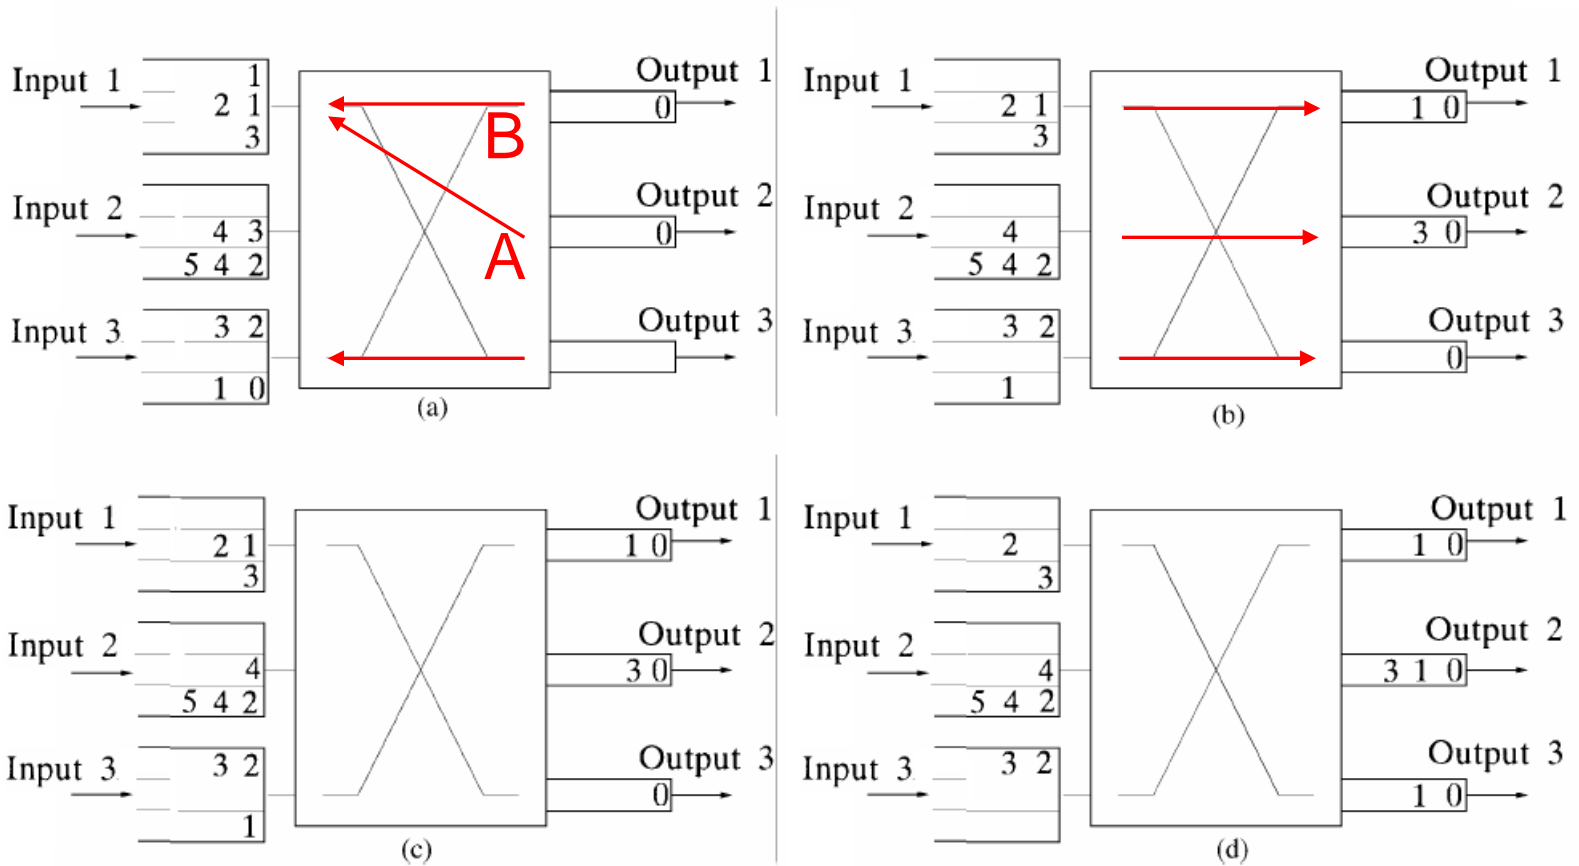 Input 1
1
2 1
3
Input 2
4 3
5 4 2
Input 3
3 2
1 0
B
A
Output 1
0
Output 2
0
Output 3
(a)
Input 1
2 1
3
Input 2
4
5 4 2
Input 3
3 2
1
Output 1
1 0
Output 2
3 0
Output 3
0
(b)
Input 1
2 1
3
Input 2
4
5 4 2
Input 3
3 2
1
Output 1
1 0
Output 2
3 0
Output 3
0
(c)
Input 1
2
3
Input 2
4
5 4 2
Input 3
3 2
Output 1
1 0
Output 2
3 1 0
Output 3
1 0
(d)